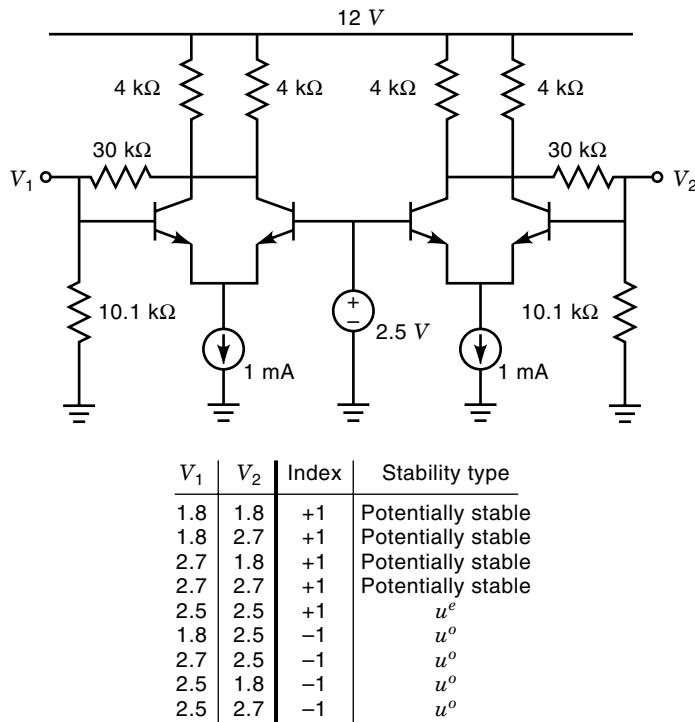 12 V
4 kΩ 4 kΩ 4 kΩ 4 kΩ
30 kΩ 30 kΩ
V1 V2
+
−
10.1 kΩ 2.5 V 10.1 kΩ
1 mA 1 mA
V1 V2 Index Stability type
1.8 1.8 +1 Potentially stable
1.8 2.7 +1 Potentially stable
2.7 1.8 +1 Potentially stable
2.7 2.7 +1 Potentially stable
2.5 2.5 +1 u^e
1.8 2.5 −1 u^o
2.7 2.5 −1 u^o
2.5 1.8 −1 u^o
2.5 2.7 −1 u^o